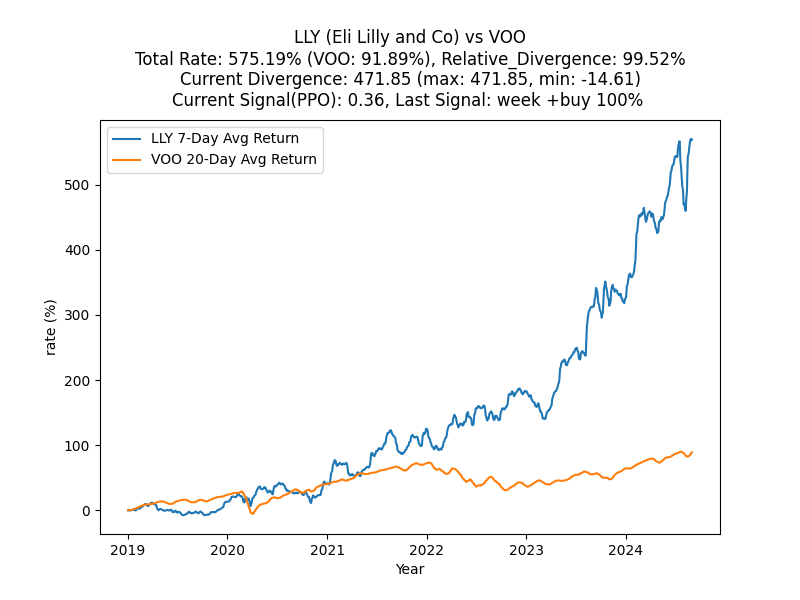 LLY (Eli Lilly and Co) vs VOO
Total Rate: 575.19% (VOO: 91.89%), Relative_Divergence: 99.52%
Current Divergence: 471.85 (max: 471.85, min: -14.61)
Current Signal(PPO): 0.36, Last Signal: week +buy 100%
LLY 7-Day Avg Return
VOO 20-Day Avg Return
500
400
300
200
100
0
rate (%)
2019 2020 2021 2022 2023 2024
Year